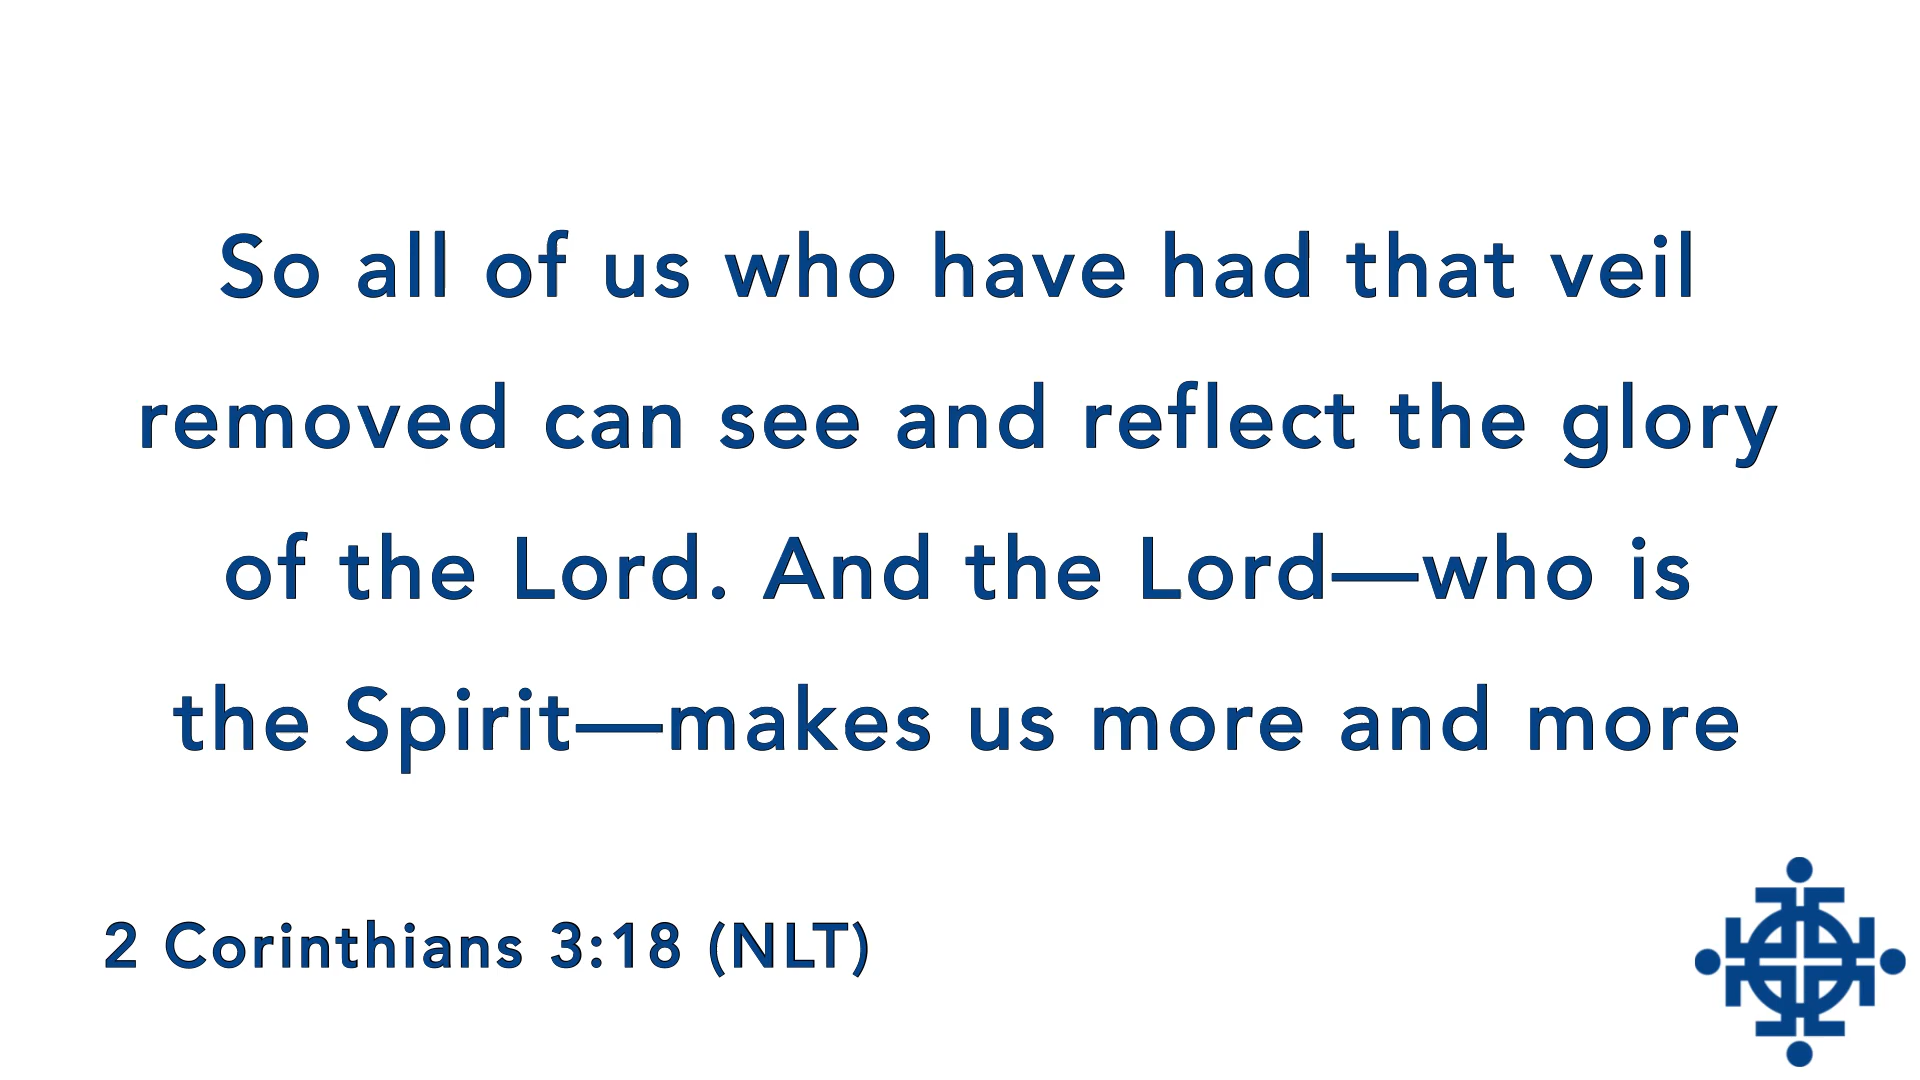 So all of us who have had that veil
removed can see and reflect the glory
of the Lord. And the Lord—who is
the Spirit—makes us more and more
2 Corinthians 3:18 (NLT)